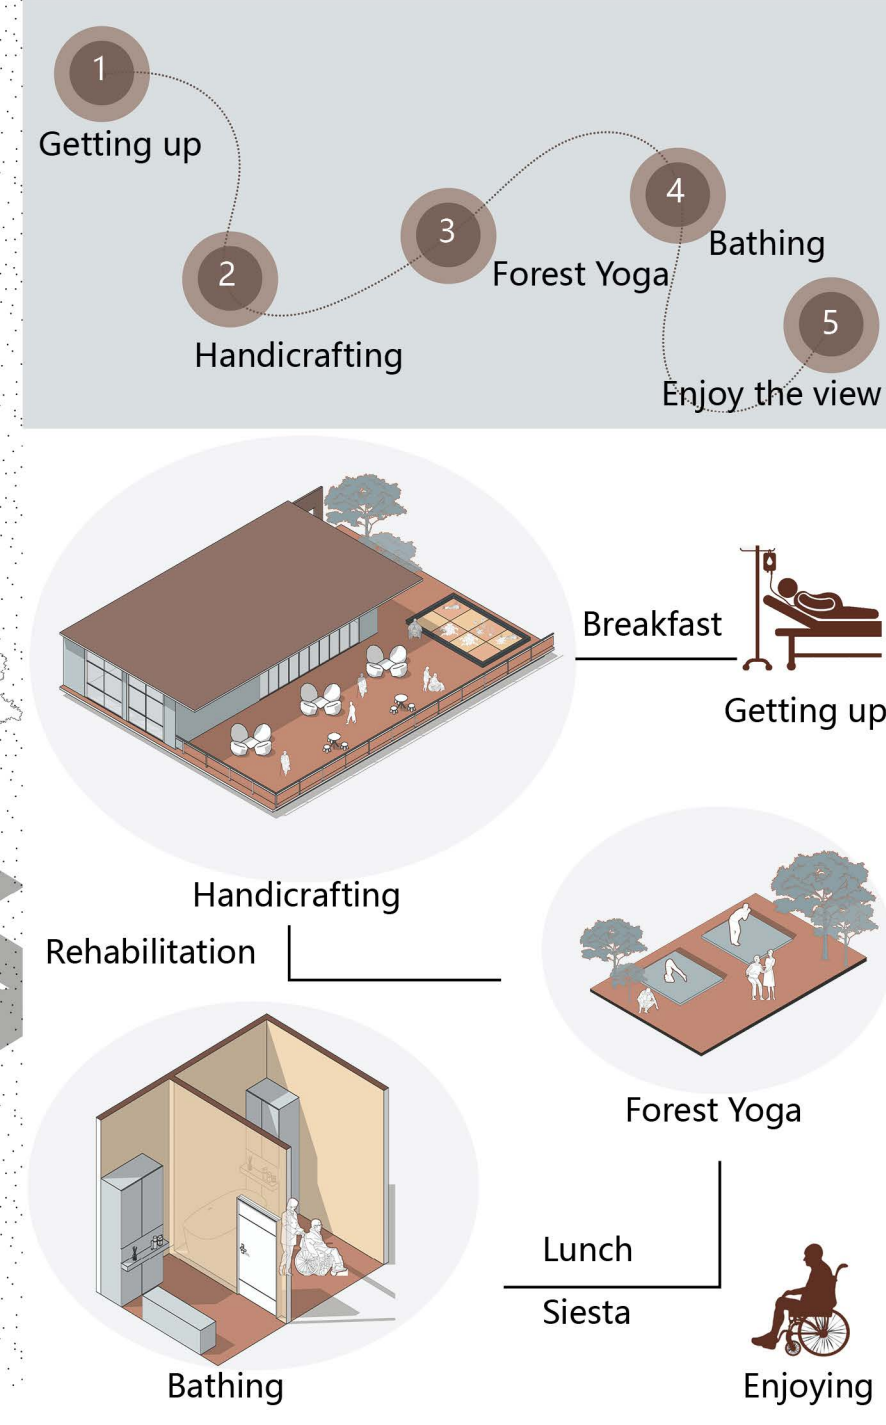 1
Getting up
2
Handicrafting
3
Forest Yoga
4
Bathing
5
Enjoy the view
Breakfast
Getting up
Handicrafting
Rehabilitation
Forest Yoga
Lunch
Siesta
Bathing
Enjoying